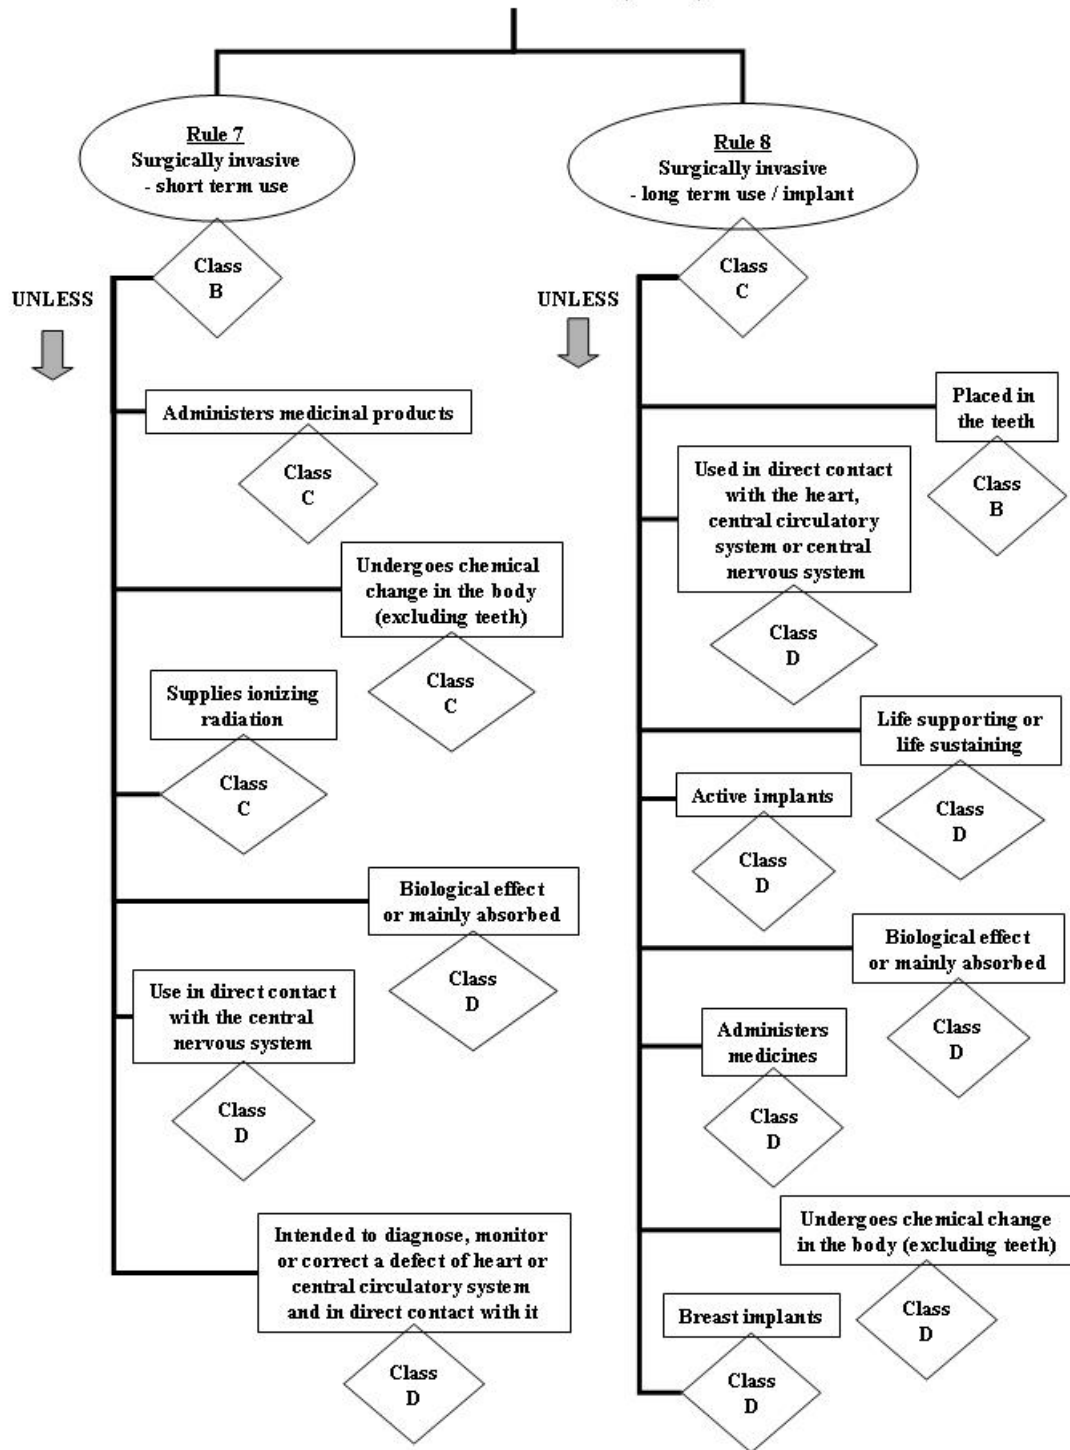 Rule 7
Surgically invasive
- short term use
Class
B
UNLESS
Administers medicinal products
Class
C
Undergoes chemical
change in the body
(excluding teeth)
Class
C
Supplies ionizing
radiation
Class
C
Biological effect
or mainly absorbed
Class
D
Use in direct contact
with the central
nervous system
Class
D
Intended to diagnose, monitor
or correct a defect of heart or
central circulatory system
and in direct contact with it
Class
D
Rule 8
Surgically invasive
- long term use / implant
Class
C
UNLESS
Placed in
the teeth
Class
B
Used in direct contact
with the heart,
central circulatory
system or central
nervous system
Class
D
Life supporting or
life sustaining
Class
D
Active implants
Class
D
Biological effect
or mainly absorbed
Class
D
Administers
medicines
Class
D
Undergoes chemical change
in the body (excluding teeth)
Class
D
Breast implants
Class
D